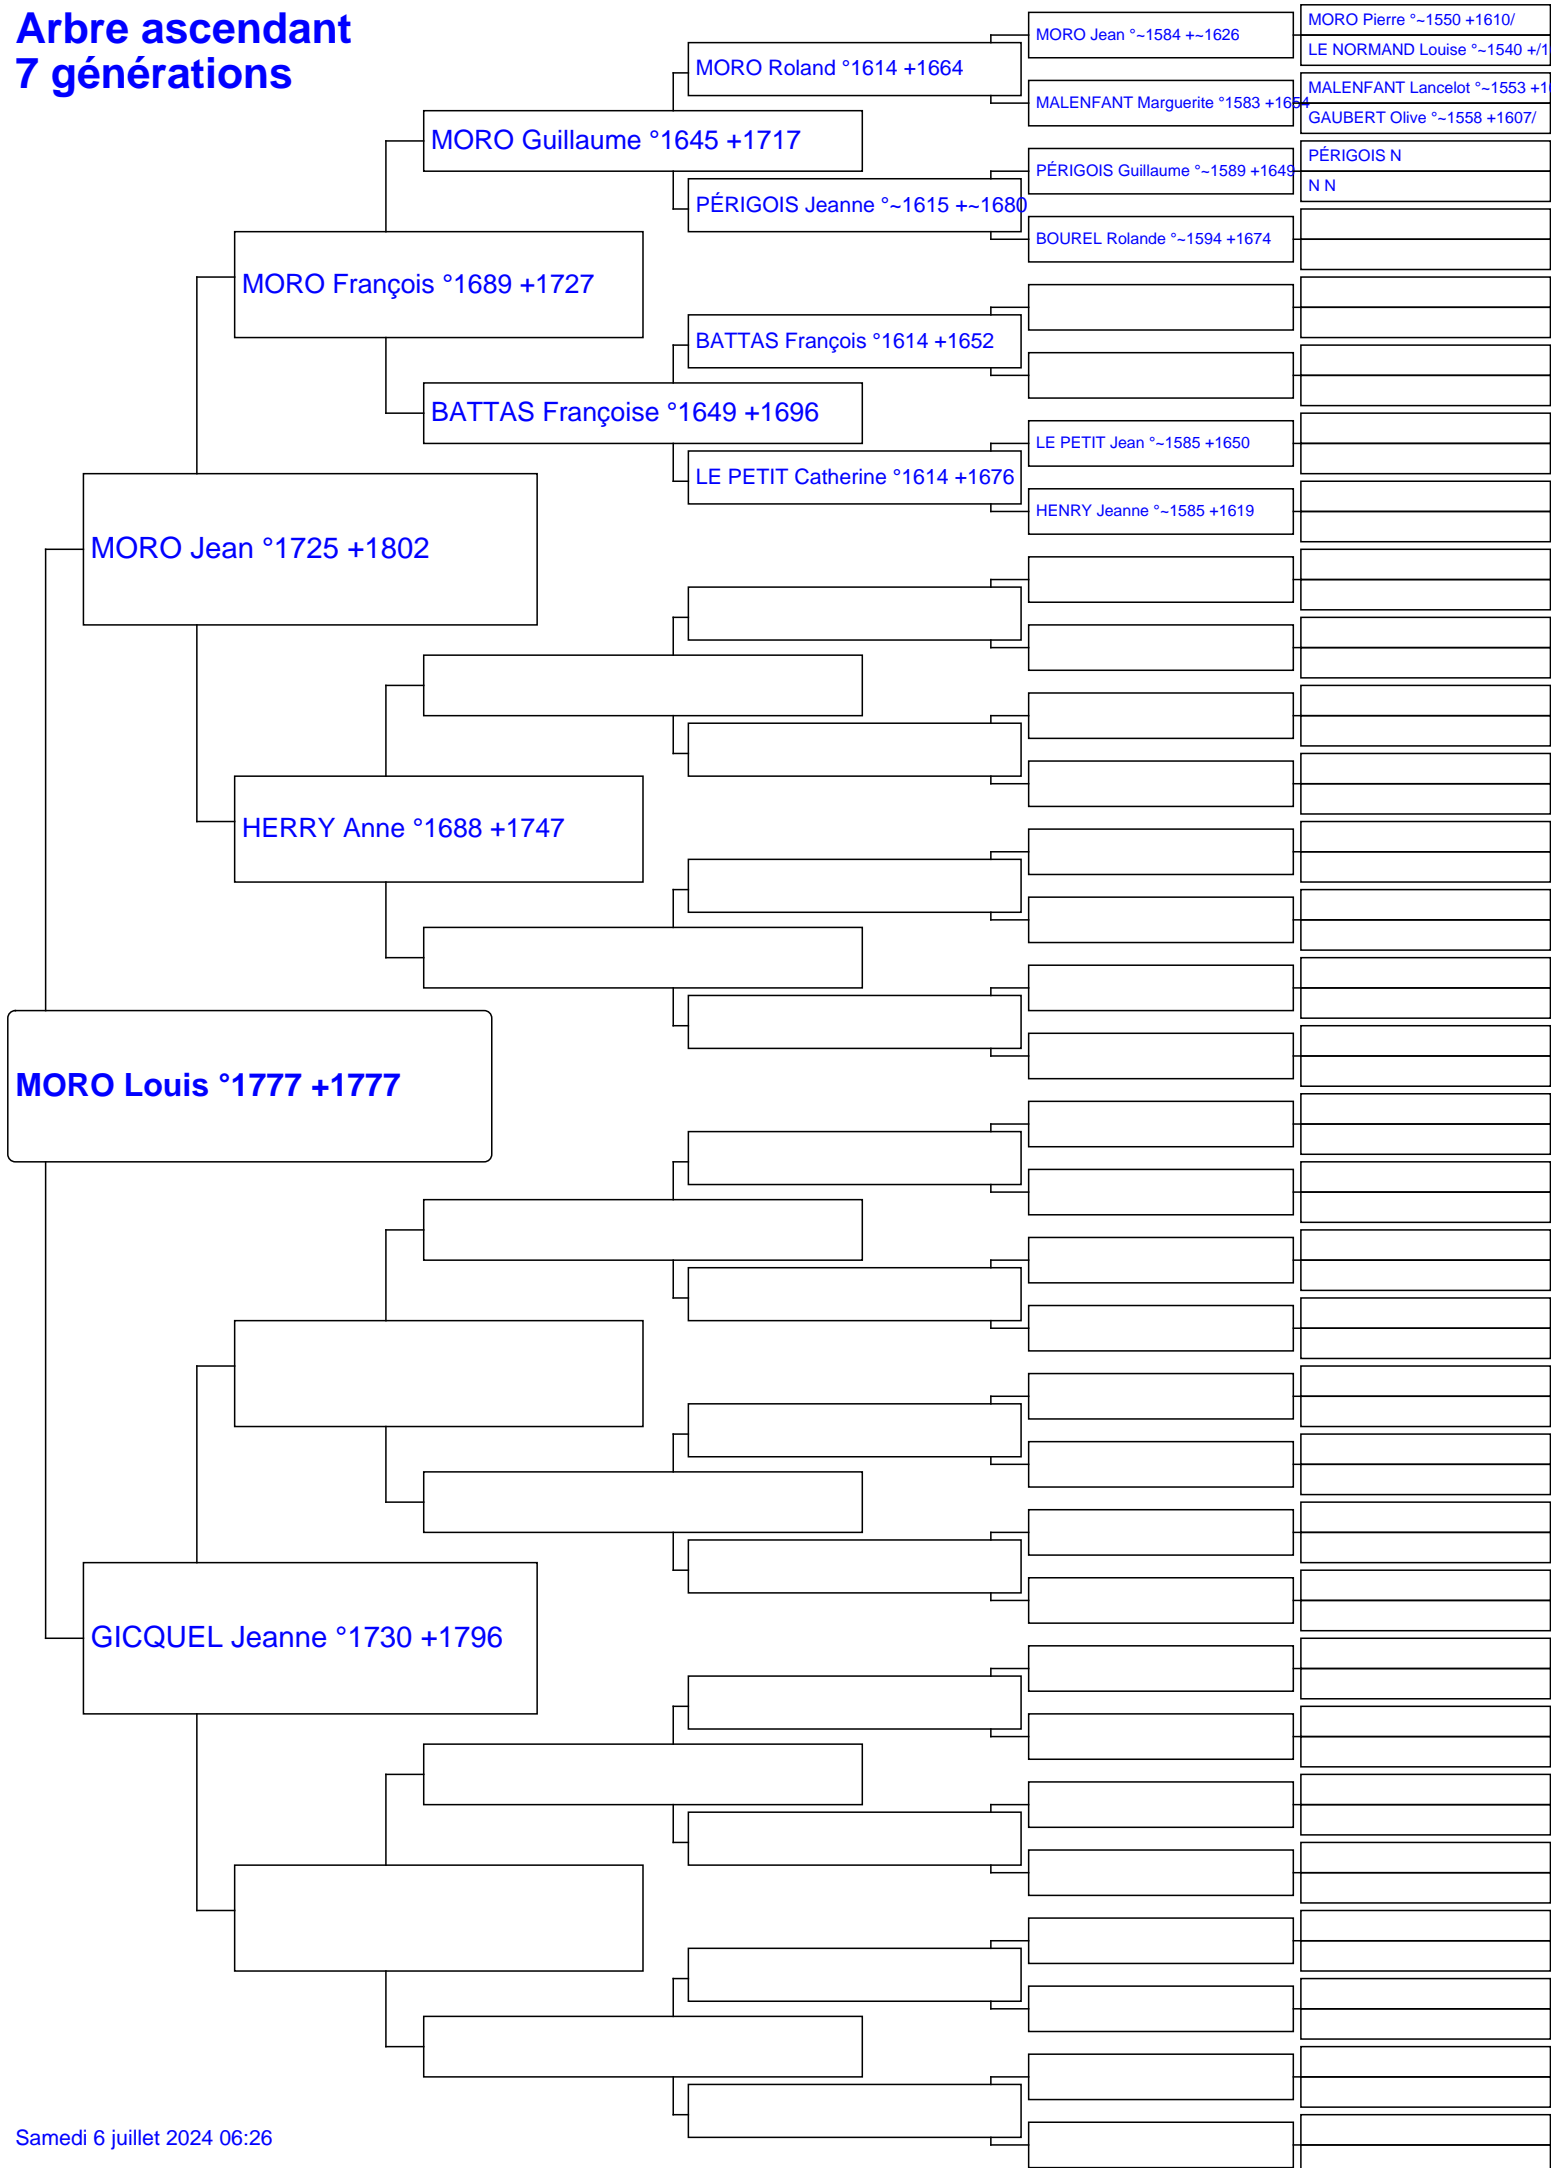 Arbre ascendant
7 générations
MORO Louis °1777 +1777
MORO Jean °1725 +1802
GICQUEL Jeanne °1730 +1796
MORO François °1689 +1727
HERRY Anne °1688 +1747
MORO Guillaume °1645 +1717
BATTAS Françoise °1649 +1696
MORO Roland °1614 +1664
PÉRIGOIS Jeanne °~1615 +~1680
BATTAS François °1614 +1652
LE PETIT Catherine °1614 +1676
MORO Jean °~1584 +~1626
MALENFANT Marguerite °1583 +1654
PÉRIGOIS Guillaume °~1589 +1649
BOUREL Rolande °~1594 +1674
LE PETIT Jean °~1585 +1650
HENRY Jeanne °~1585 +1619
MORO Pierre °~1550 +1610/
LE NORMAND Louise °~1540 +/1
MALENFANT Lancelot °~1553 +1
GAUBERT Olive °~1558 +1607/
PÉRIGOIS N
N N
Samedi 6 juillet 2024 06:26